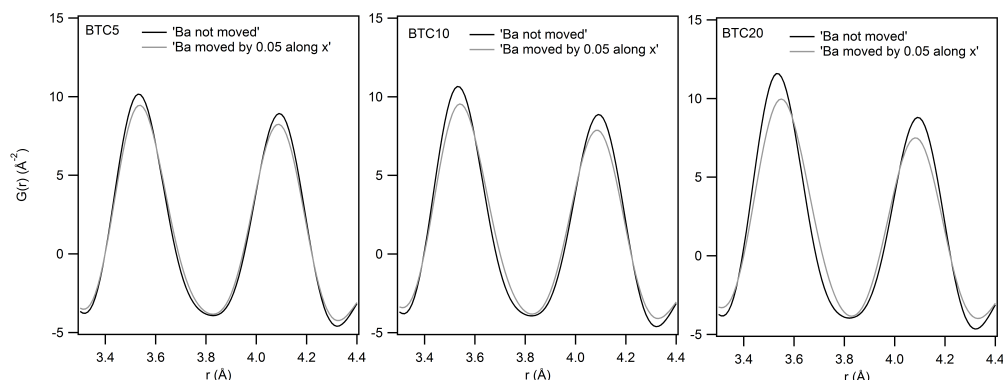 BTC5
'Ba not moved'
'Ba moved by 0.05 along x'
15
10
5
0
-5
G(r) (Å-2)
3.4 3.6 3.8 4.0 4.2 4.4
r (Å)
BTC10
'Ba not moved'
'Ba moved by 0.05 along x'
15
10
5
0
-5
3.4 3.6 3.8 4.0 4.2 4.4
r (Å)
BTC20
'Ba not moved'
'Ba moved by 0.05 along x'
15
10
5
0
-5
3.4 3.6 3.8 4.0 4.2 4.4
r (Å)